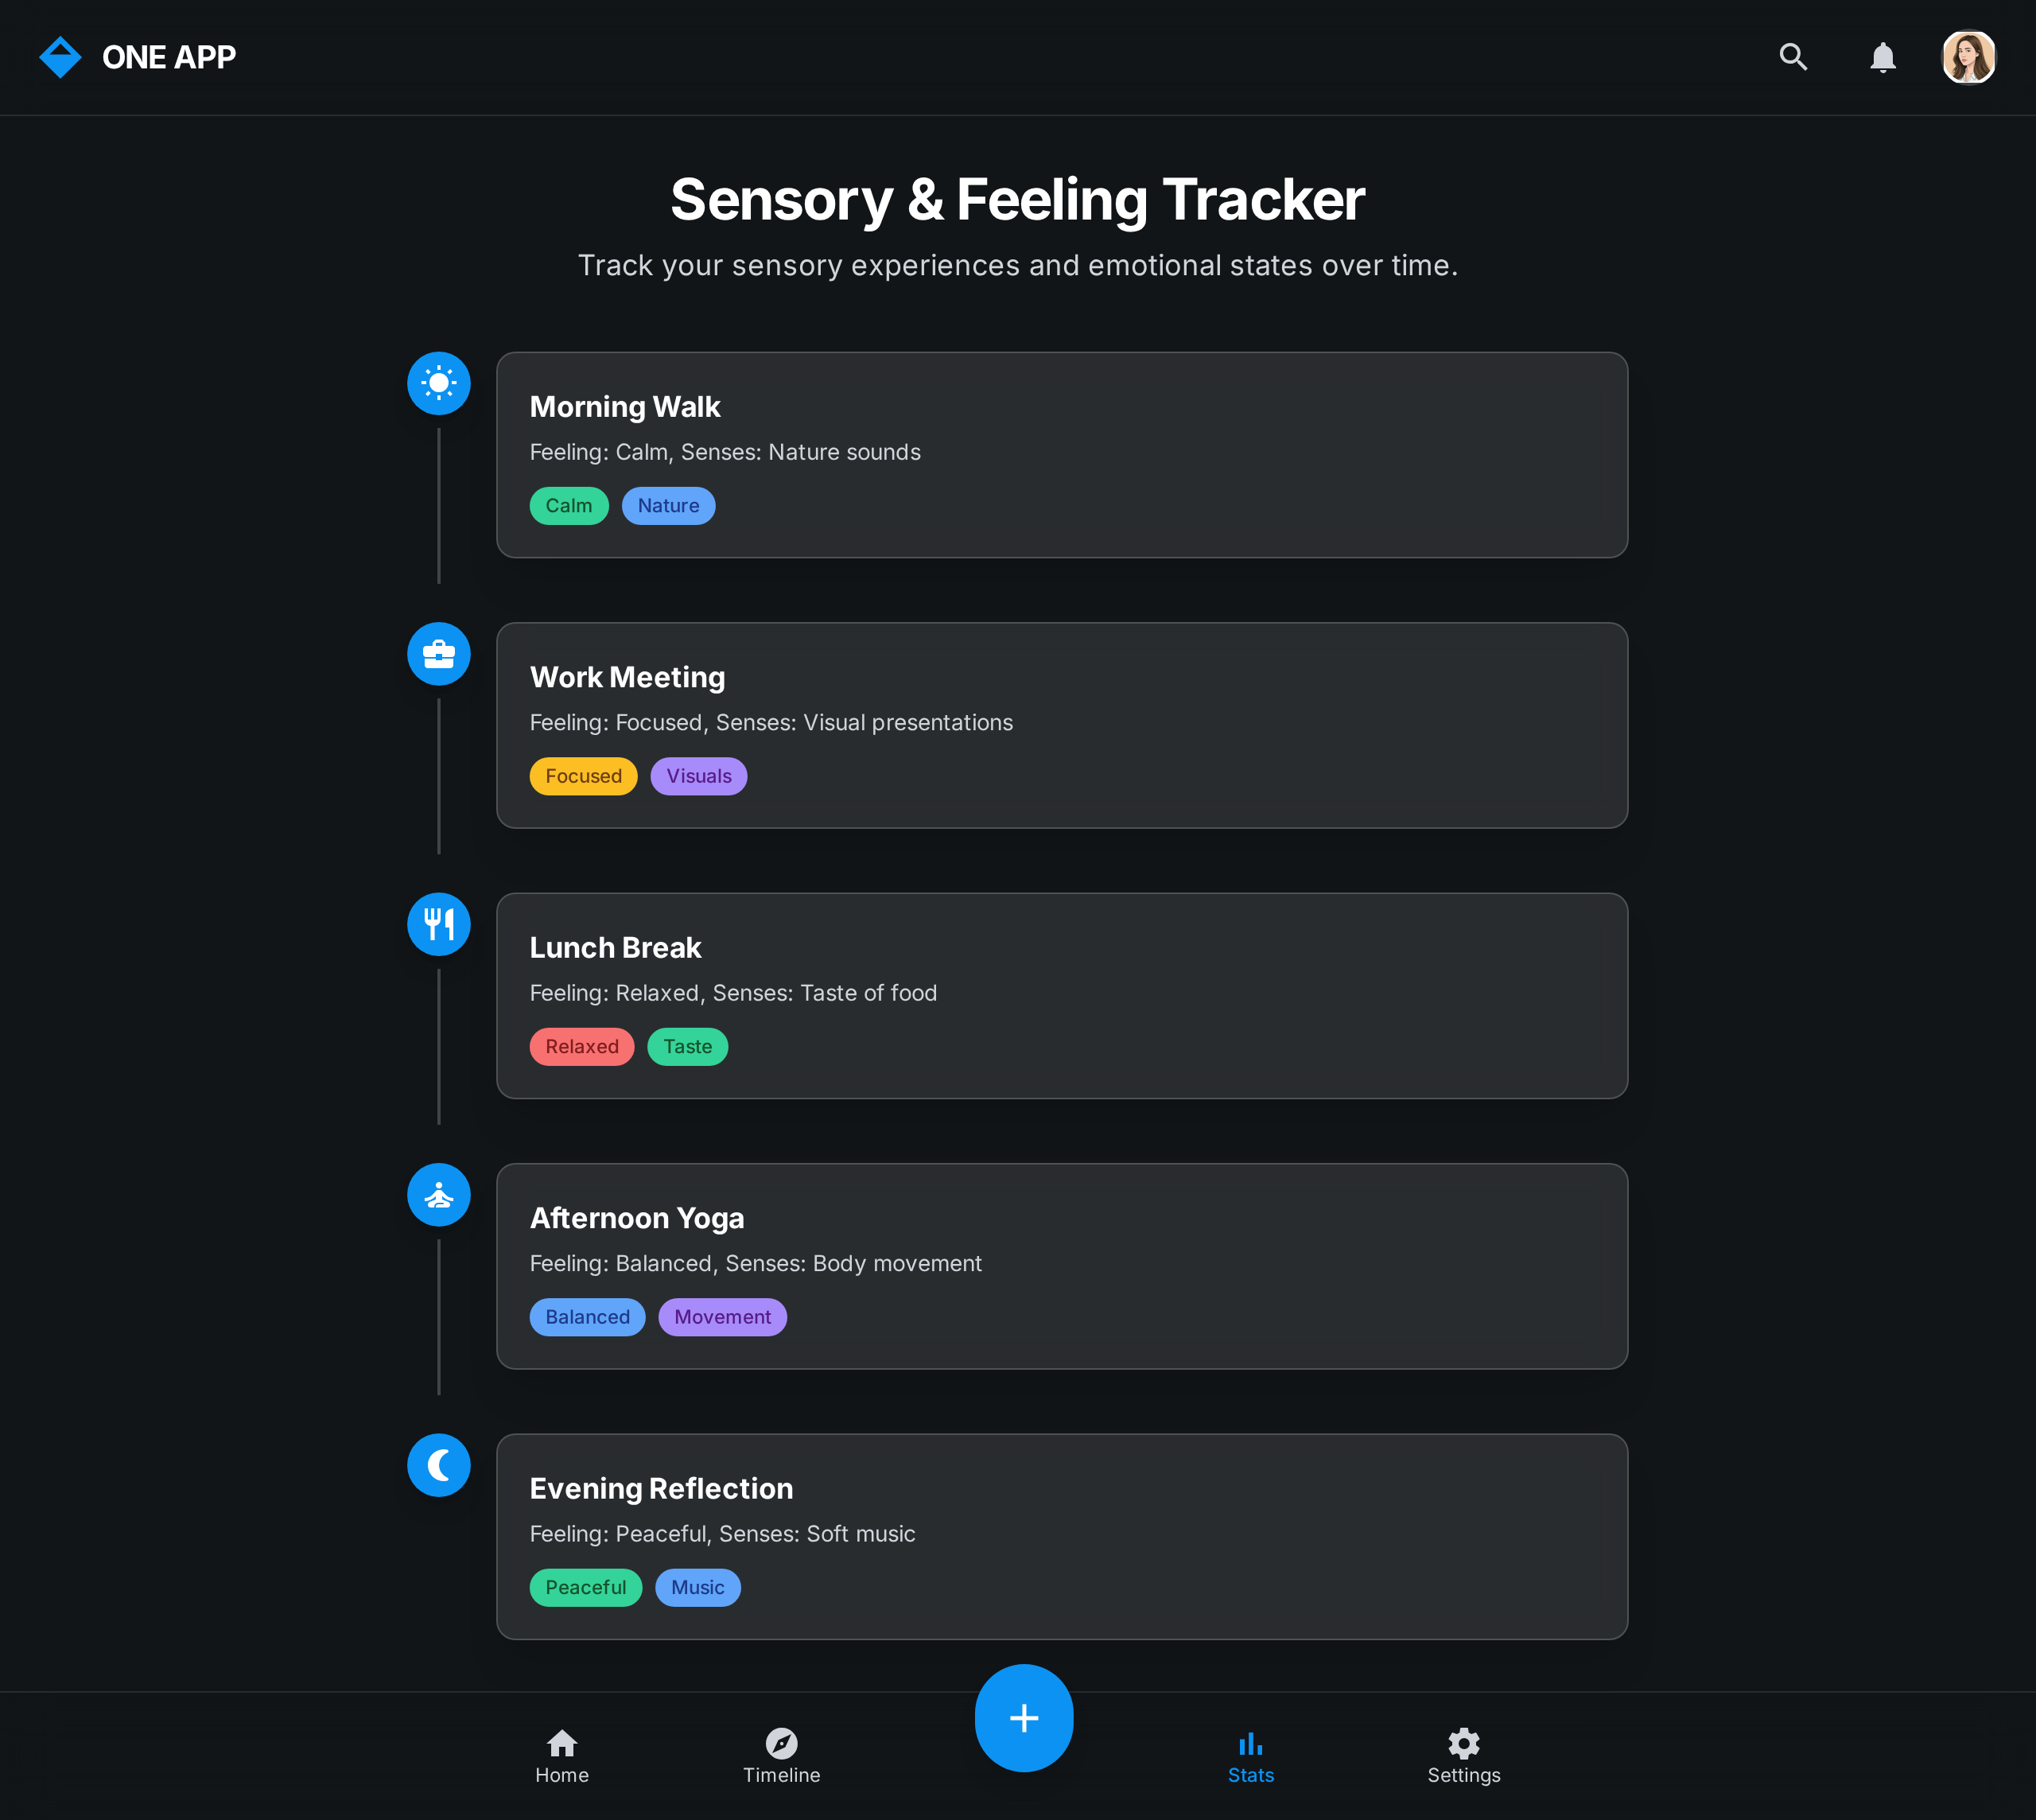 ONE APP
Sensory & Feeling Tracker
Track your sensory experiences and emotional states over time.
Morning Walk
Feeling: Calm, Senses: Nature sounds
Calm Nature
Work Meeting
Feeling: Focused, Senses: Visual presentations
Focused Visuals
Lunch Break
Feeling: Relaxed, Senses: Taste of food
Relaxed Taste
Afternoon Yoga
Feeling: Balanced, Senses: Body movement
Balanced Movement
Evening Reflection
Feeling: Peaceful, Senses: Soft music
Peaceful Music
Home Timeline Stats Settings